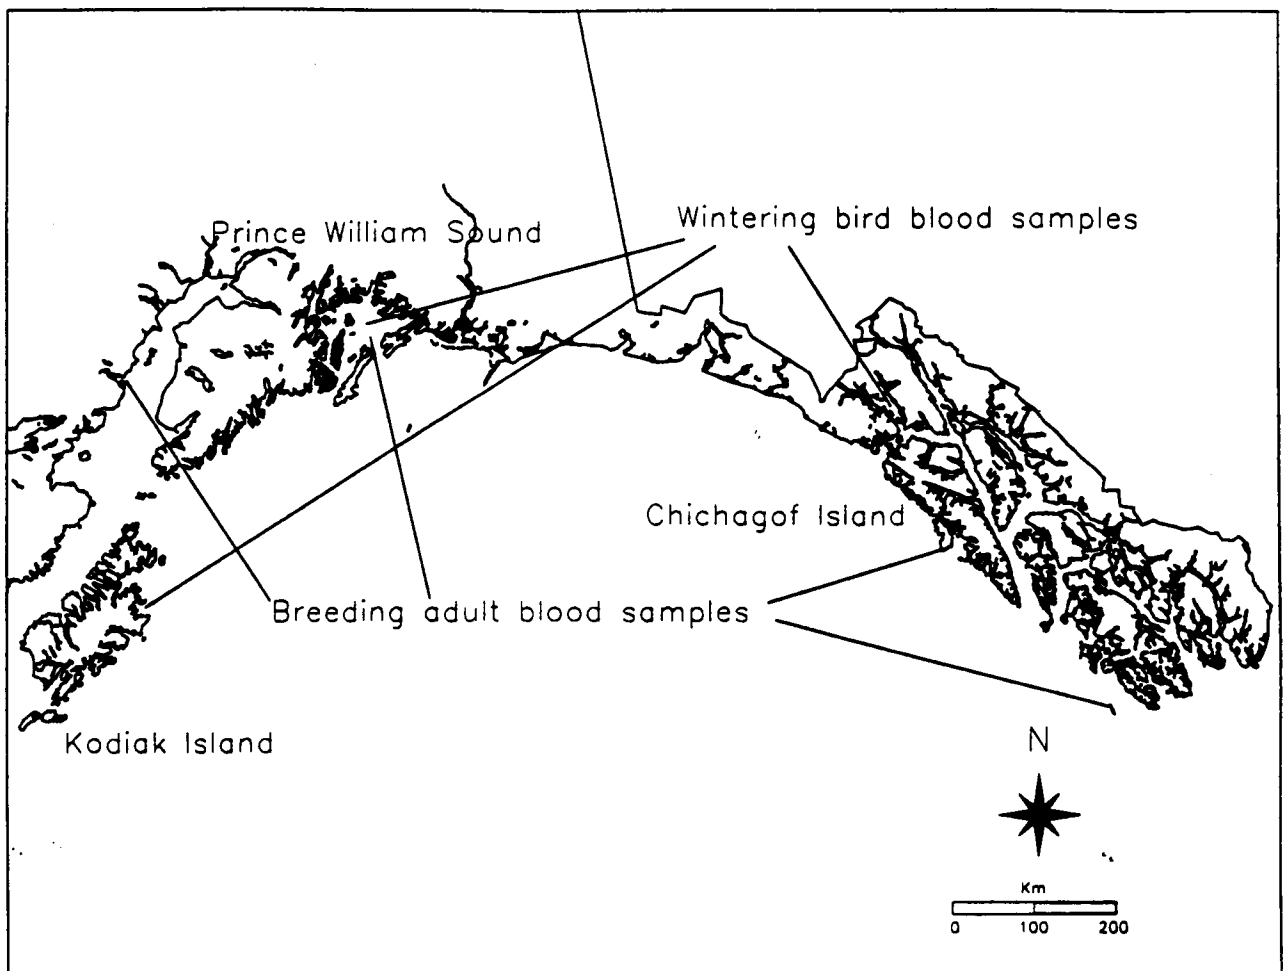 Wintering bird blood samples
Prince William Sound
Chichagof Island
Breeding adult blood samples
Kodiak Island
N
Km
0 100 200